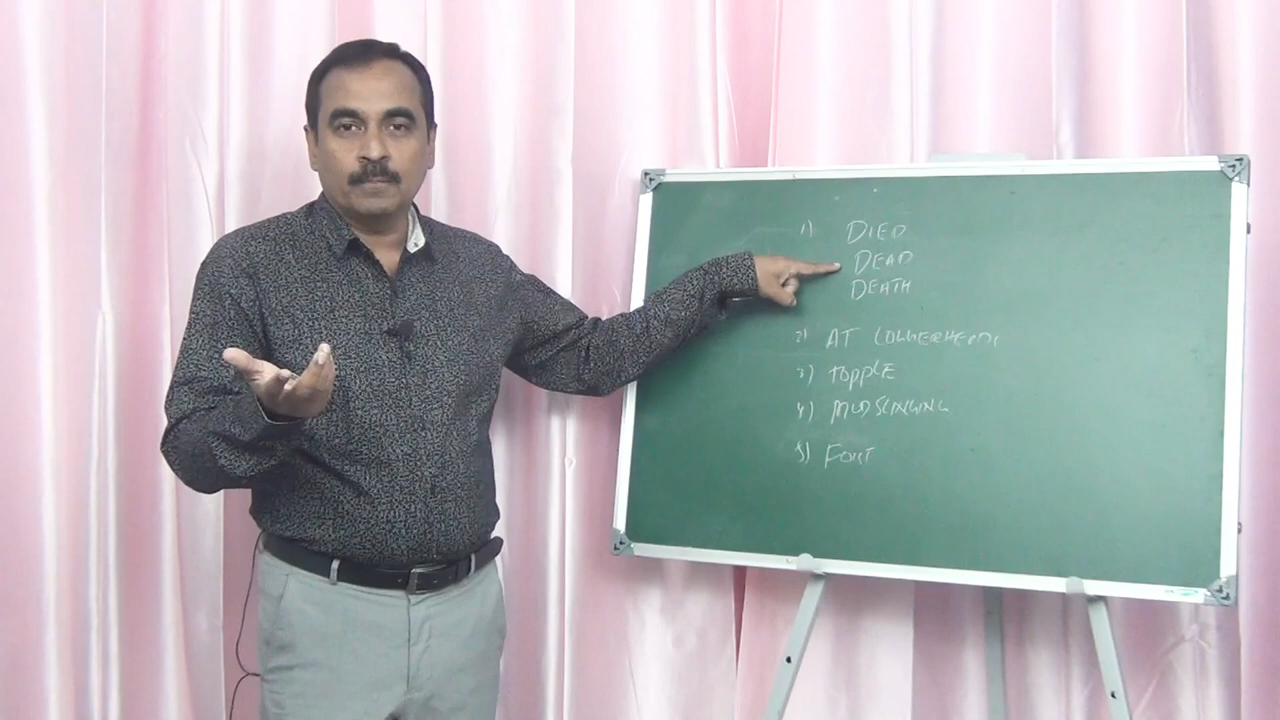 1) DIED
DEAD
DEATH
2) AT LOGGERHEADS
3) TOPPLE
4) MUDSLINGING
5) FORT